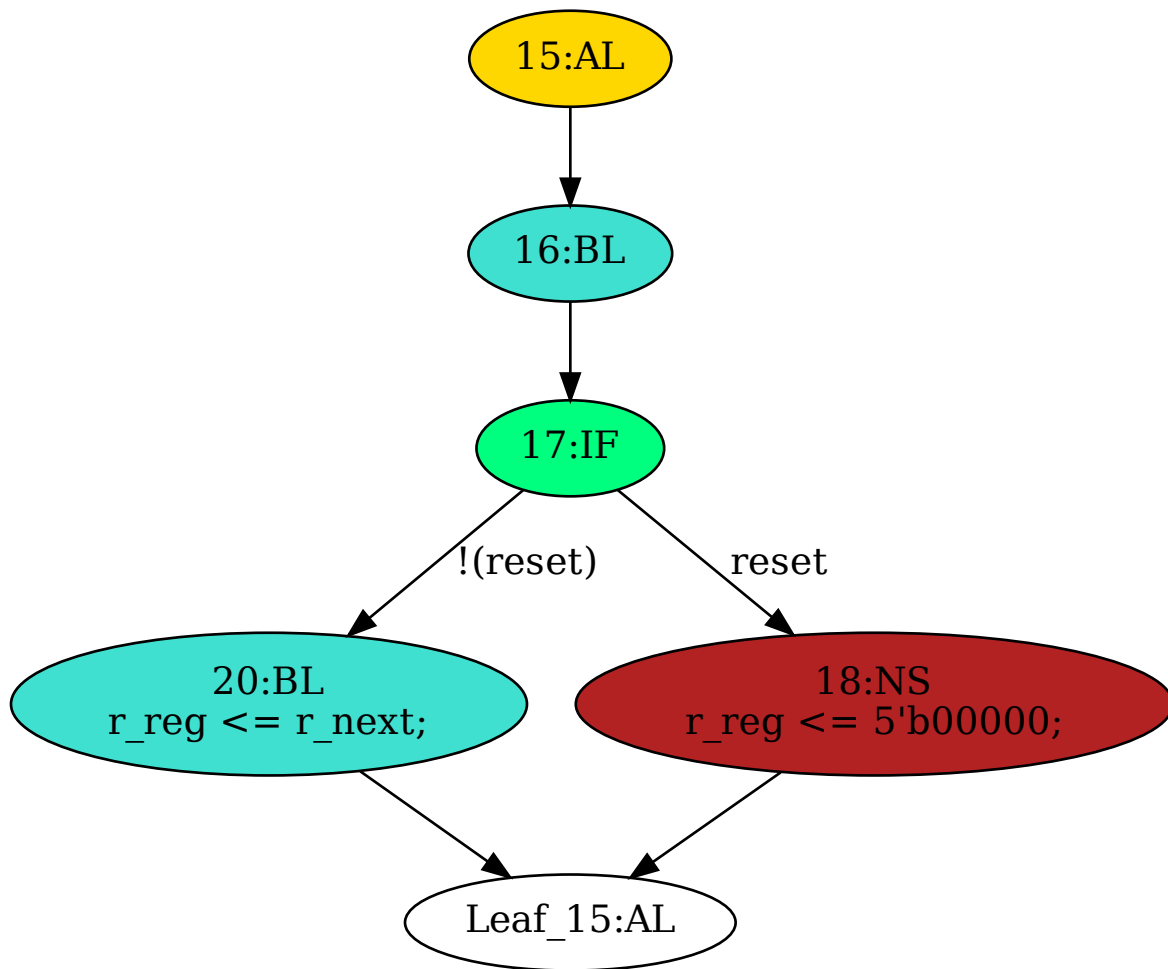 15:AL
16:BL
17:IF
!(reset)
reset
20:BL
r_reg <= r_next;
18:NS
r_reg <= 5'b00000;
Leaf_15:AL